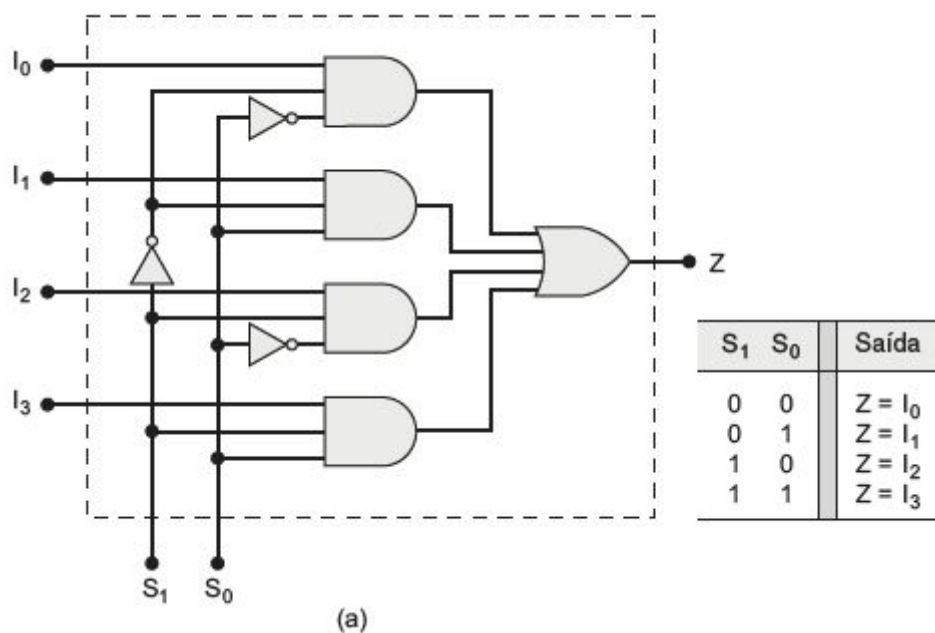 I₀
I₁
I₂
I₃
Z
S₁ S₀
(a)
S₁ S₀ Saída
0 0 Z = I₀
0 1 Z = I₁
1 0 Z = I₂
1 1 Z = I₃